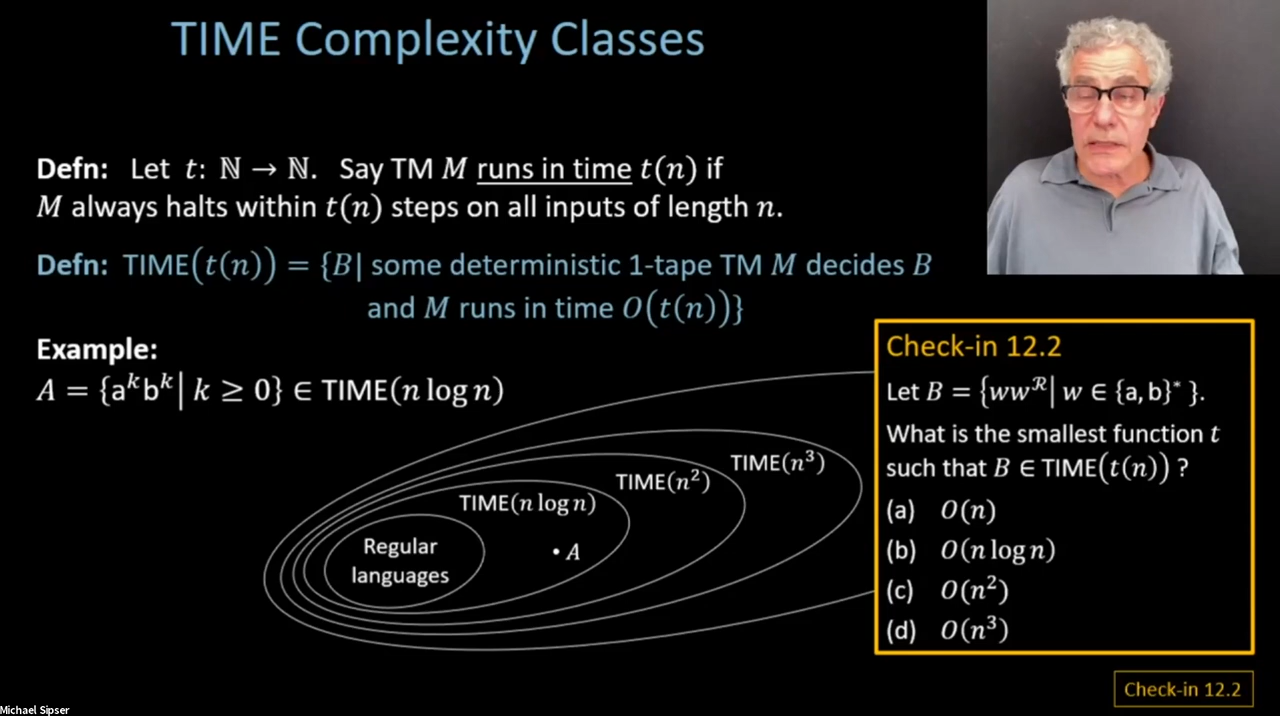 TIME Complexity Classes
Defn: Let t: ℕ → ℕ. Say TM M runs in time t(n) if
M always halts within t(n) steps on all inputs of length n.
Defn: TIME(t(n)) = {B| some deterministic 1-tape TM M decides B
and M runs in time O(t(n))}
Example:
A = {aᵏbᵏ| k ≥ 0} ∈ TIME(n log n)
Regular
languages
• A
TIME(n log n)
TIME(n²)
TIME(n³)
Check-in 12.2
Let B = {wwᴿ| w ∈ {a, b}* }.
What is the smallest function t
such that B ∈ TIME(t(n)) ?
(a) O(n)
(b) O(n log n)
(c) O(n²)
(d) O(n³)
Check-in 12.2
Michael Sipser